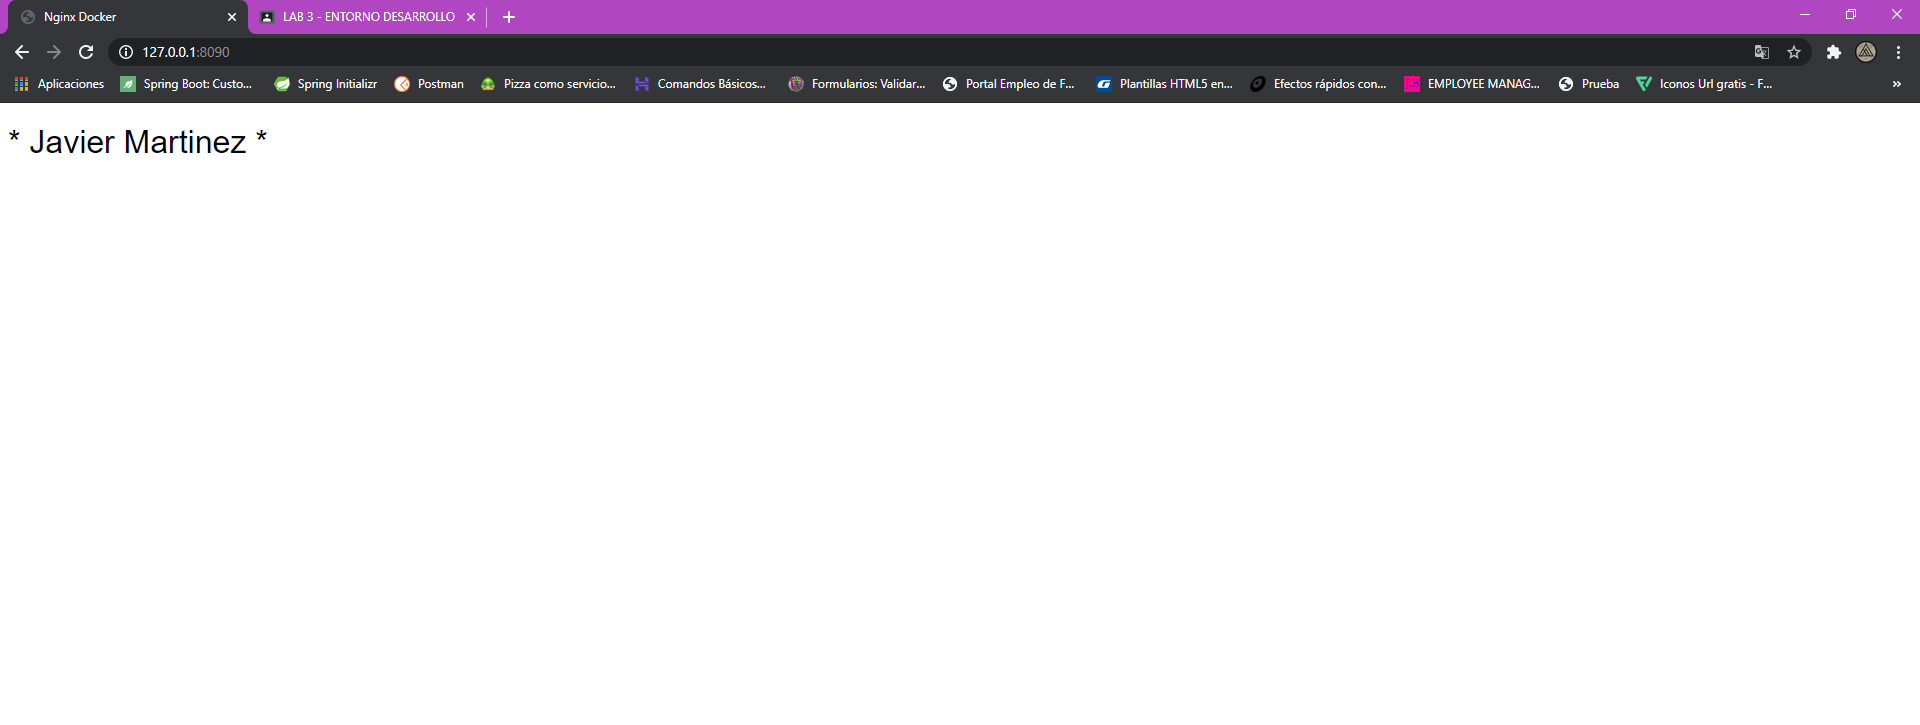 Nginx Docker
LAB 3 - ENTORNO DESARROLLO
127.0.0.1:8090
Aplicaciones
Spring Boot: Custo...
Spring Initializr
Postman
Pizza como servicio...
Comandos Básicos...
Formularios: Validar...
Portal Empleo de F...
Plantillas HTML5 en...
Efectos rápidos con...
J.B
EMPLOYEE MANAG...
Prueba
Iconos Url gratis - F...
* Javier Martinez *